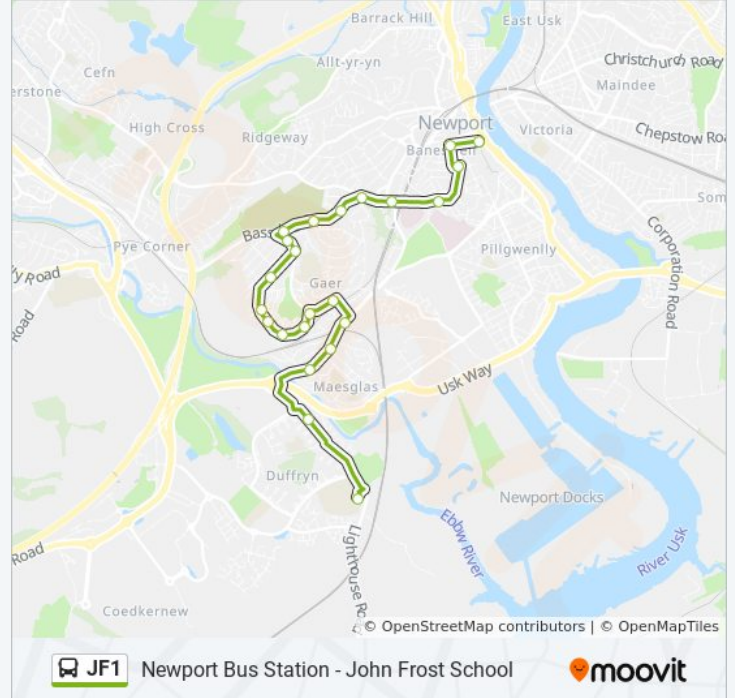 Barrack Hill
East Usk
Allt-yr-yn
Christchurch Road
Cefn
erstone
Maindee
High Cross
Newport
Victoria
Ridgeway
Chepstow Roa
Som
Bass
Pillgwenlly
Pye Corner
y Road
Gaer
Corporation Road
Road
Maesglas
Usk Way
Duffryn
Newport Docks
Ebbw River
River Usk
Road
Lighthouse Ro
Coedkernew
© OpenStreetMap contributors | © OpenMapTiles
JF1 Newport Bus Station - John Frost School
moovit